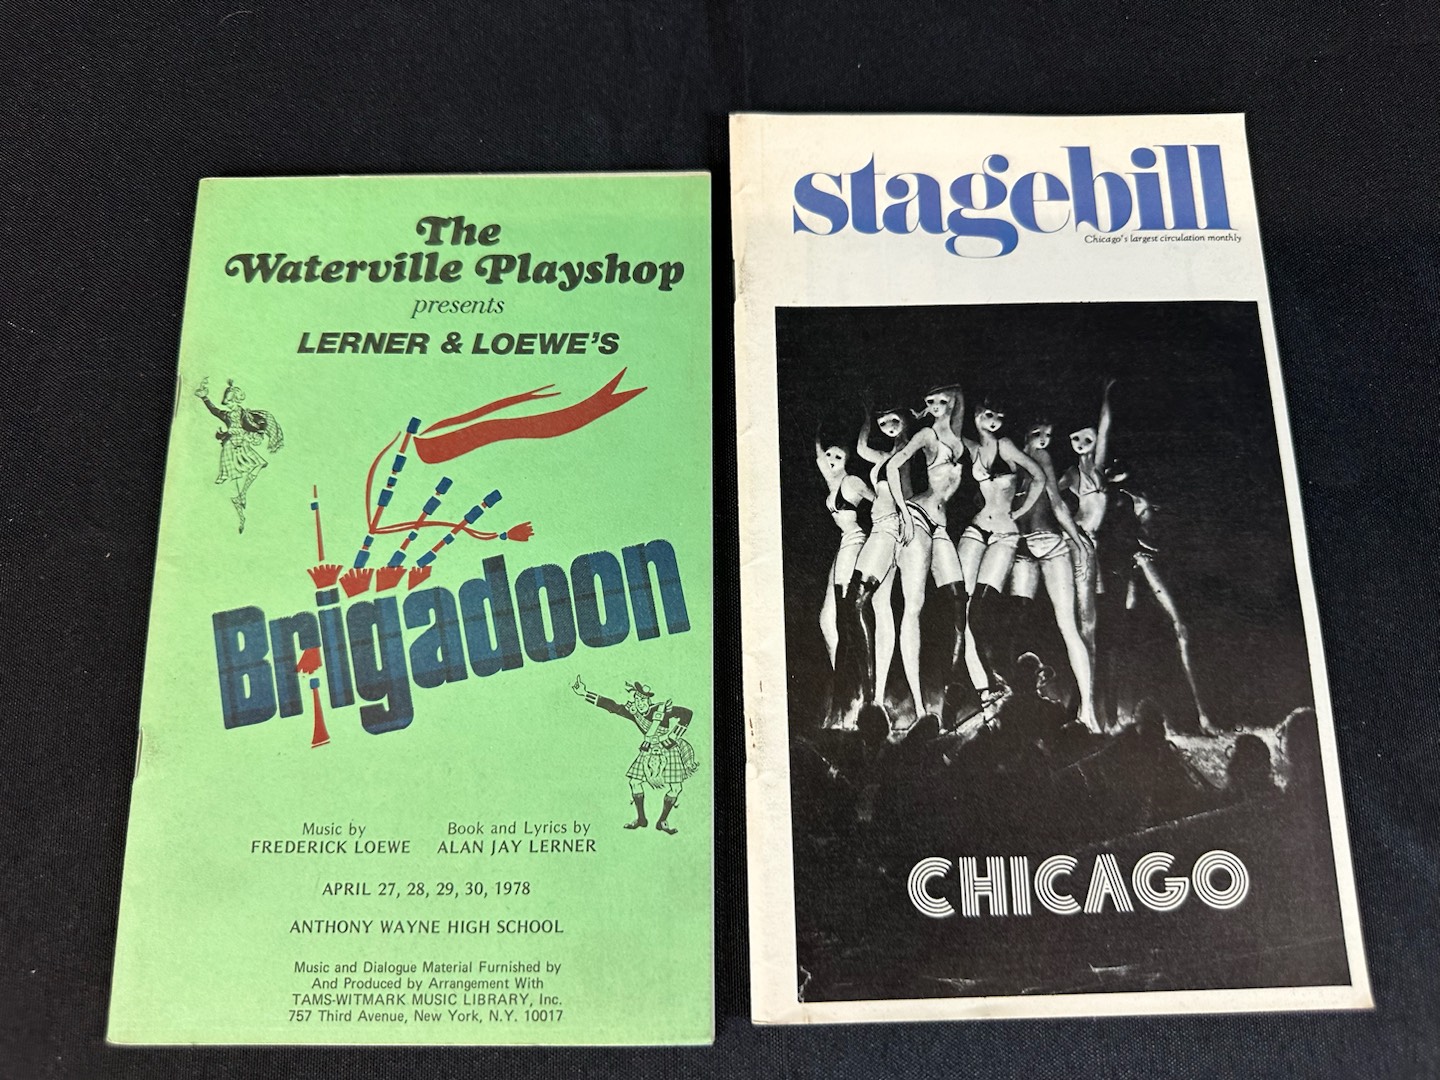 The
Waterville Playshop
presents
LERNER & LOEWE'S
Brigadoon
Music by
FREDERICK LOEWE
Book and Lyrics by
ALAN JAY LERNER
APRIL 27, 28, 29, 30, 1978
ANTHONY WAYNE HIGH SCHOOL
Music and Dialogue Material Furnished by
And Produced by Arrangement With
TAMS-WITMARK MUSIC LIBRARY, Inc.
757 Third Avenue, New York, N.Y. 10017
stagebill
Chicago's largest circulation monthly
CHICAGO